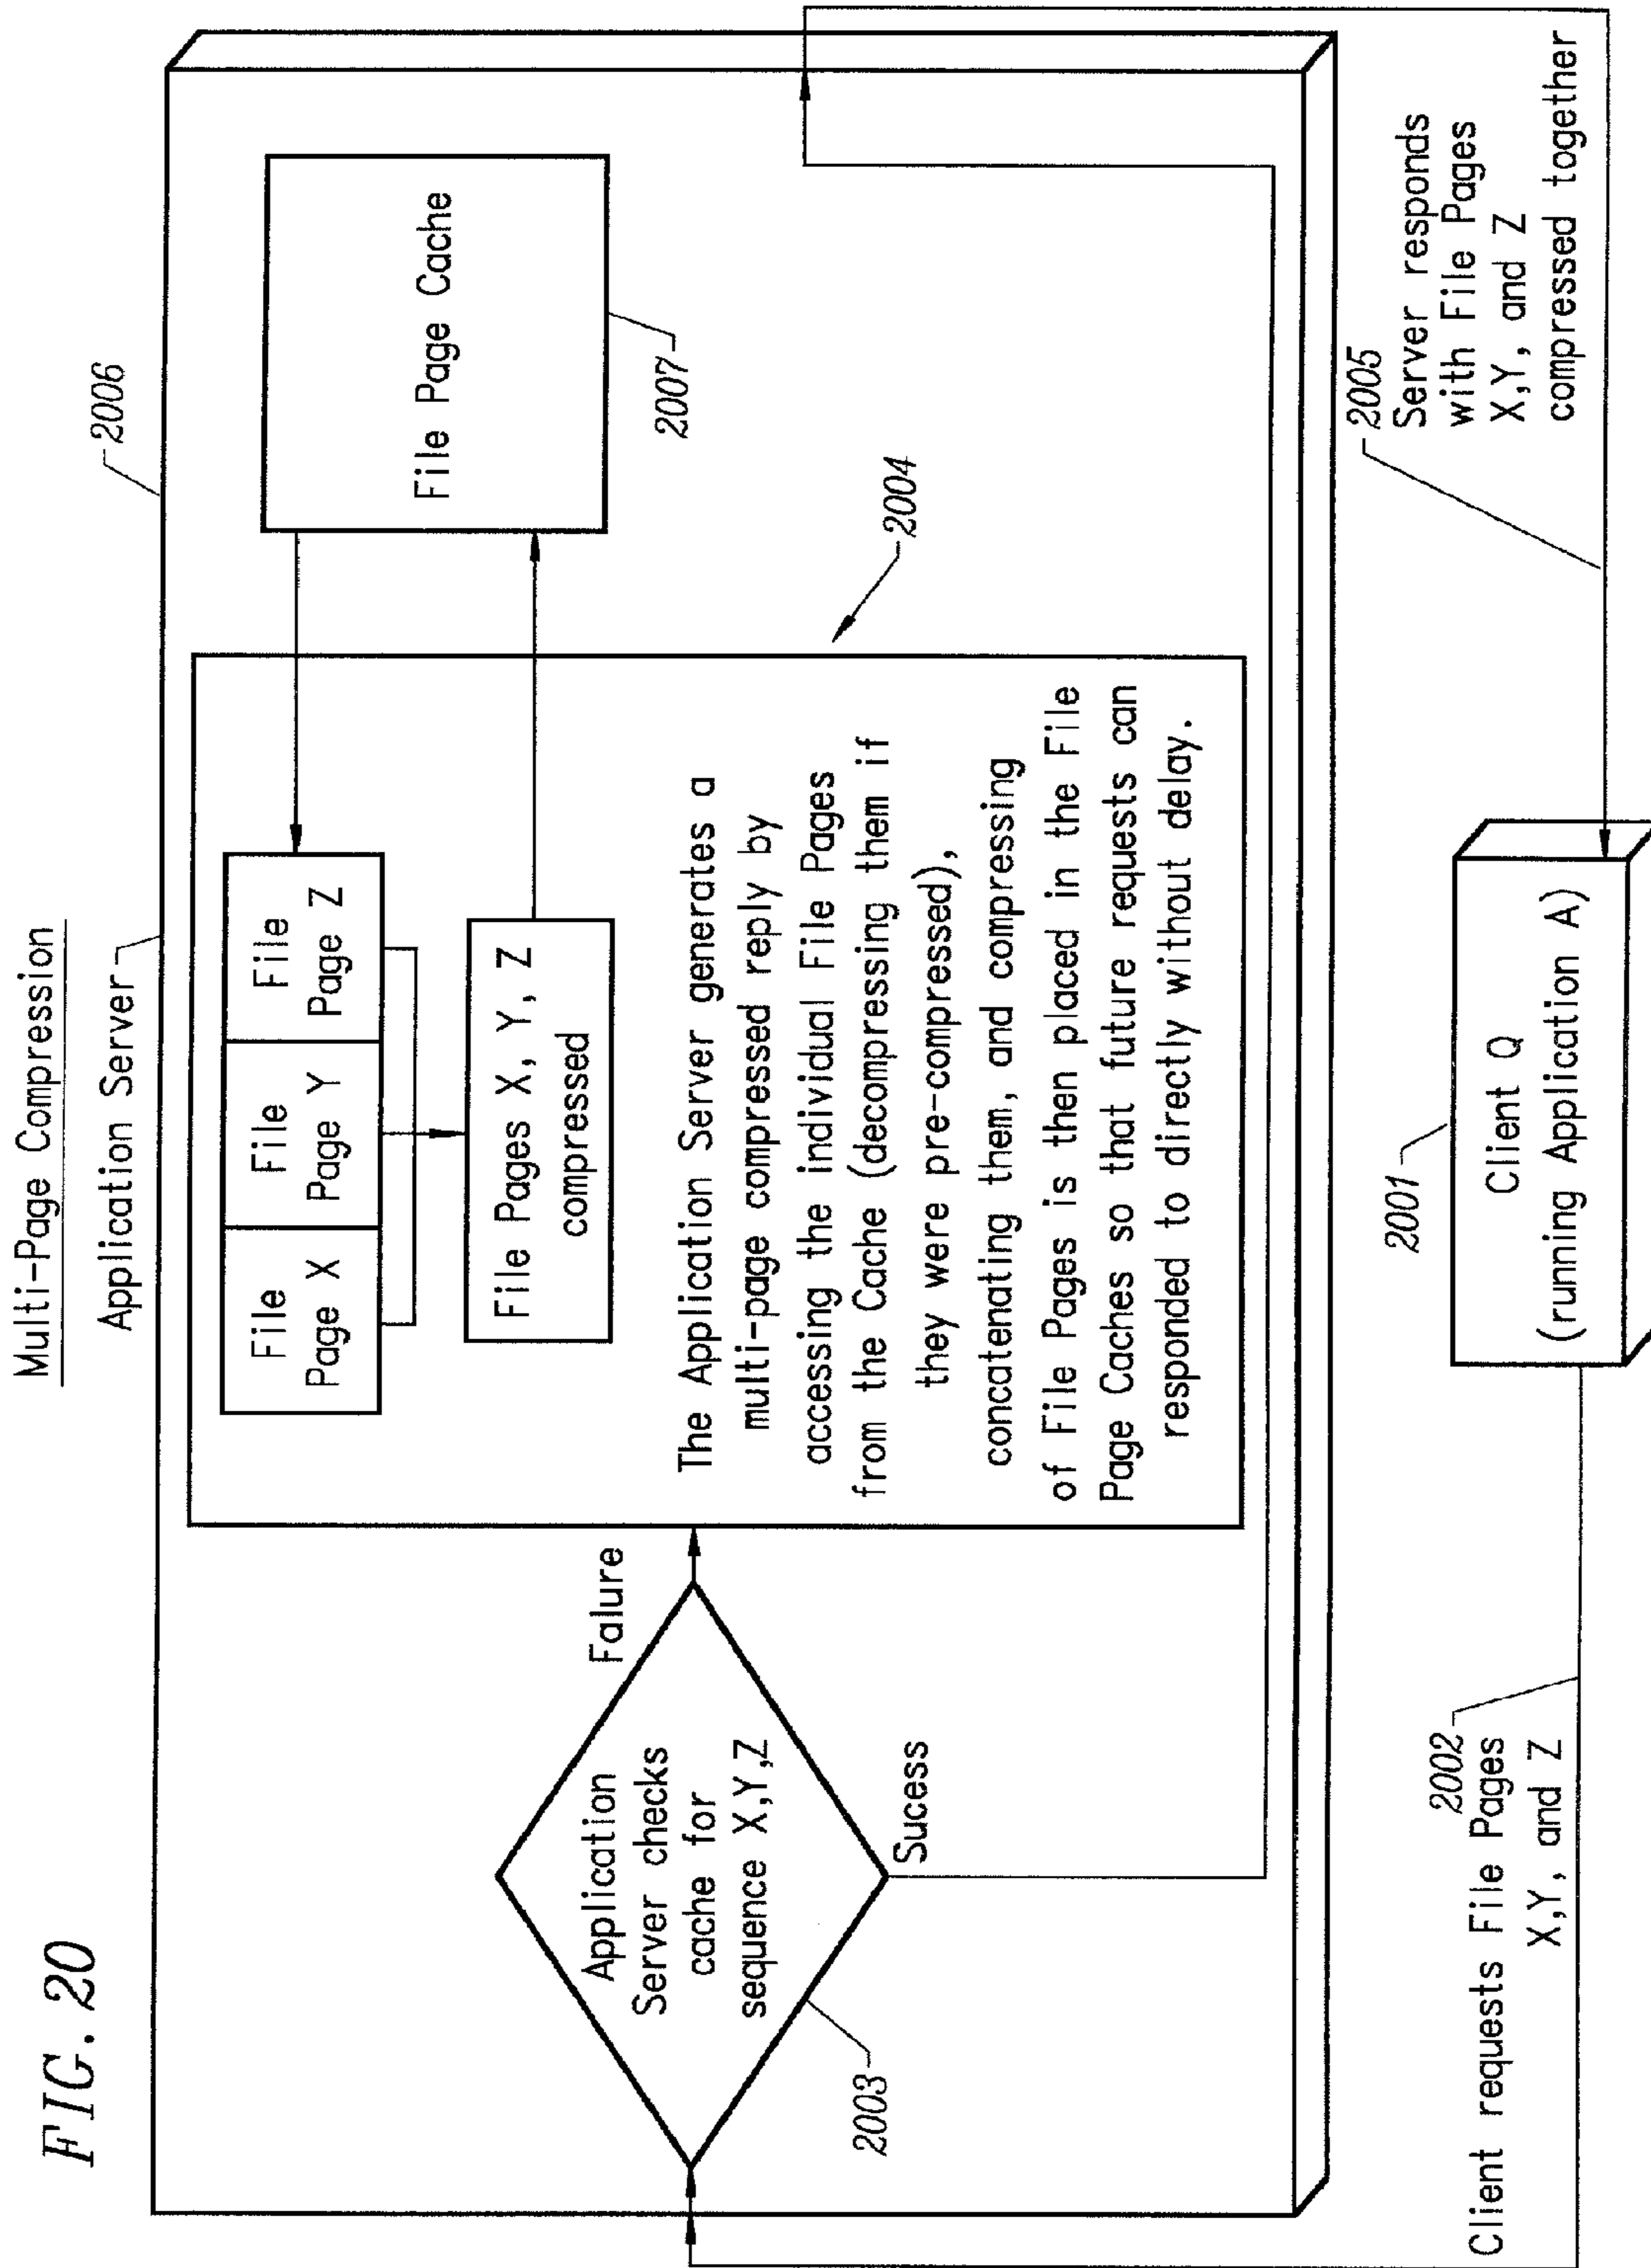 FIG. 20
Multi-Page Compression
Application Server
2006
File
Page X
File
Page Y
File
Page Z
File Pages X, Y, Z
compressed
File Page Cache
2007
2004
The Application Server generates a
multi-page compressed reply by
accessing the individual File Pages
from the Cache (decompressing them if
they were pre-compressed),
concatenating them, and compressing
of File Pages is then placed in the File
Page Caches so that future requests can
responded to directly without delay.
Application
Server checks
cache for
sequence X,Y,Z
2003
Falure
Sucess
2002
Client requests File Pages
X,Y, and Z
2001
Client Q
(running Application A)
2005
Server responds
with File Pages
X,Y, and Z
compressed together